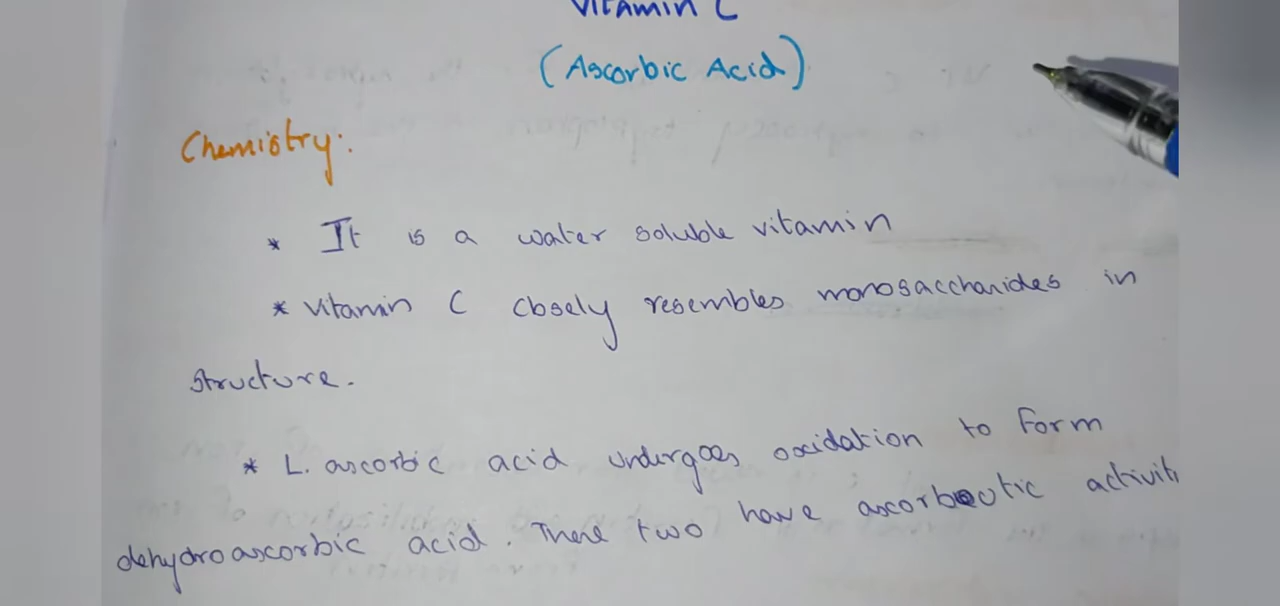 Vitamin C
(Ascorbic Acid)
Chemistry:
* It is a water soluble vitamin
* Vitamin C closely resembles monosaccharides in
structure.
* L. ascorbic acid undergoes oxidation to form
dehydroascorbic acid. These two have activit